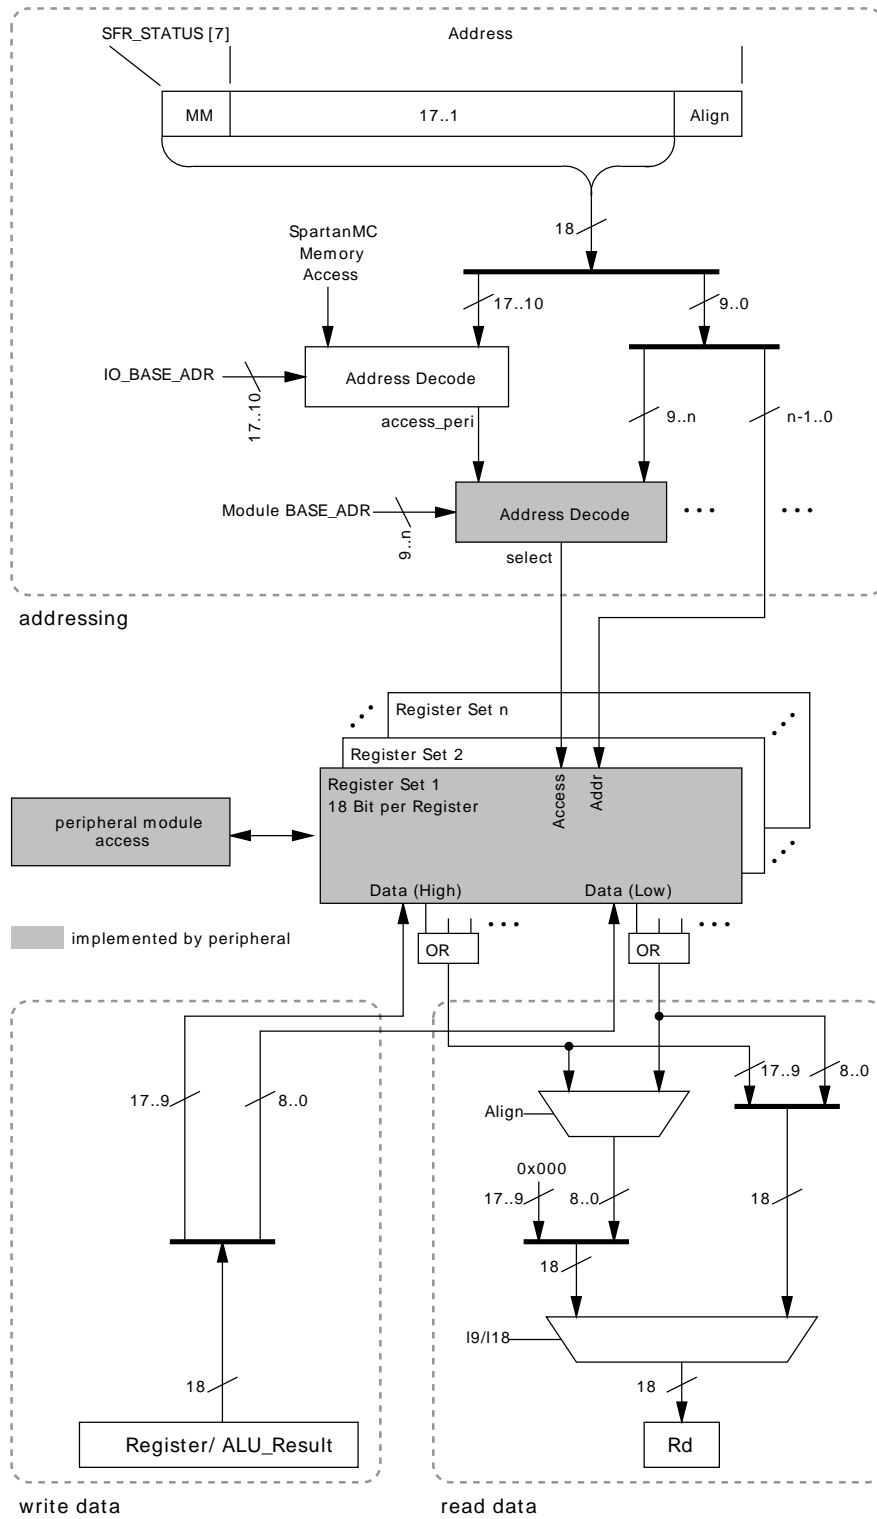 SFR_STATUS [7]
Address
MM
17..1
Align
18
SpartanMC
Memory
Access
17..10
9..0
IO_BASE_ADR
17..10
Address Decode
access_peri
9..n
n-1..0
Module BASE_ADR
9..n
Address Decode
select
addressing
Register Set n
Register Set 2
Register Set 1
18 Bit per Register
Access
Addr
peripheral module
access
Data (High)
Data (Low)
implemented by peripheral
OR
OR
17..9
8..0
17..9
8..0
Align
0x000
17..9
8..0
18
18
I9/I18
18
18
Register/ ALU_Result
Rd
write data
read data